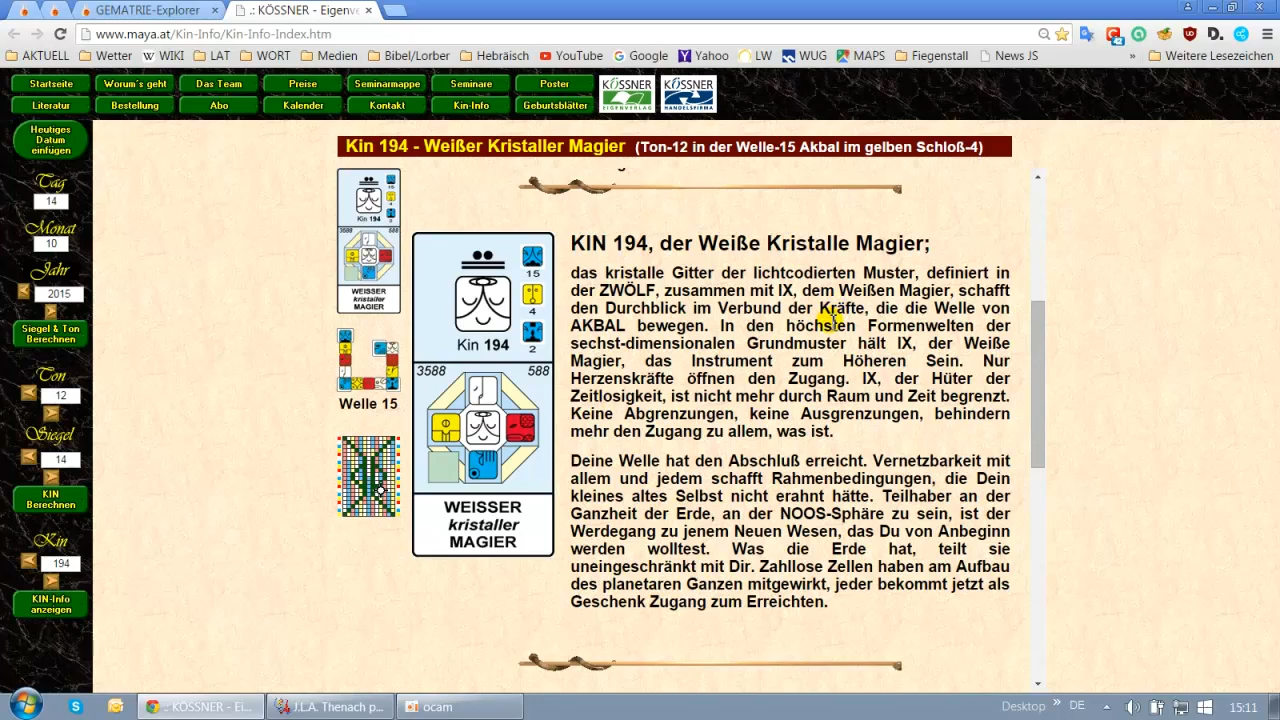 GEMATRIE-Explorer
.: KÖSSNER - Eigenve
www.maya.at/Kin-Info/Kin-Info-Index.htm
AKTUELL Wetter WIKI LAT WORT Medien Bibel/Lorber Hebräisch YouTube Google Yahoo LW WUG MAPS Fiegenstall News JS » Weitere Lesezeichen
Startseite Worum's geht Das Team Preise Seminarmappe Seminare Poster
Literatur Bestellung Abo Kalender Kontakt Kin-Info Geburtsblätter
KÖSSNER EIGENVERLAG
KÖSSNER HANDELSFIRMA
Heutiges
Datum
einfügen
Tag
14
Monat
10
Jahr
2015
Siegel & Ton
Berechnen
Ton
12
Siegel
14
KIN
Berechnen
Kin
194
KIN-Info
anzeigen
Kin 194 - Weißer Kristaller Magier (Ton-12 in der Welle-15 Akbal im gelben Schloß-4)
15
4
2
Kin 194
3588 588
WEISSER
kristaller
MAGIER
Welle 15
15
4
2
Kin 194
3588 588
WEISSER
kristaller
MAGIER
KIN 194, der Weiße Kristalle Magier;
das kristalle Gitter der lichtcodierten Muster, definiert in
der ZWÖLF, zusammen mit IX, dem Weißen Magier, schafft
den Durchblick im Verbund der Kräfte, die die Welle von
AKBAL bewegen. In den höchsten Formenwelten der
sechst-dimensionalen Grundmuster hält IX, der Weiße
Magier, das Instrument zum Höheren Sein. Nur
Herzenskräfte öffnen den Zugang. IX, der Hüter der
Zeitlosigkeit, ist nicht mehr durch Raum und Zeit begrenzt.
Keine Abgrenzungen, keine Ausgrenzungen, behindern
mehr den Zugang zu allem, was ist.
Deine Welle hat den Abschluß erreicht. Vernetzbarkeit mit
allem und jedem schafft Rahmenbedingungen, die Dein
kleines altes Selbst nicht erahnt hätte. Teilhaber an der
Ganzheit der Erde, an der NOOS-Sphäre zu sein, ist der
Werdegang zu jenem Neuen Wesen, das Du von Anbeginn
werden wolltest. Was die Erde hat, teilt sie
uneingeschränkt mit Dir. Zahllose Zellen haben am Aufbau
des planetaren Ganzen mitgewirkt, jeder bekommt jetzt als
Geschenk Zugang zum Erreichten.
.: KÖSSNER - Ei...
J.L.A. Thenach p...
ocam
Desktop » DE 15:11